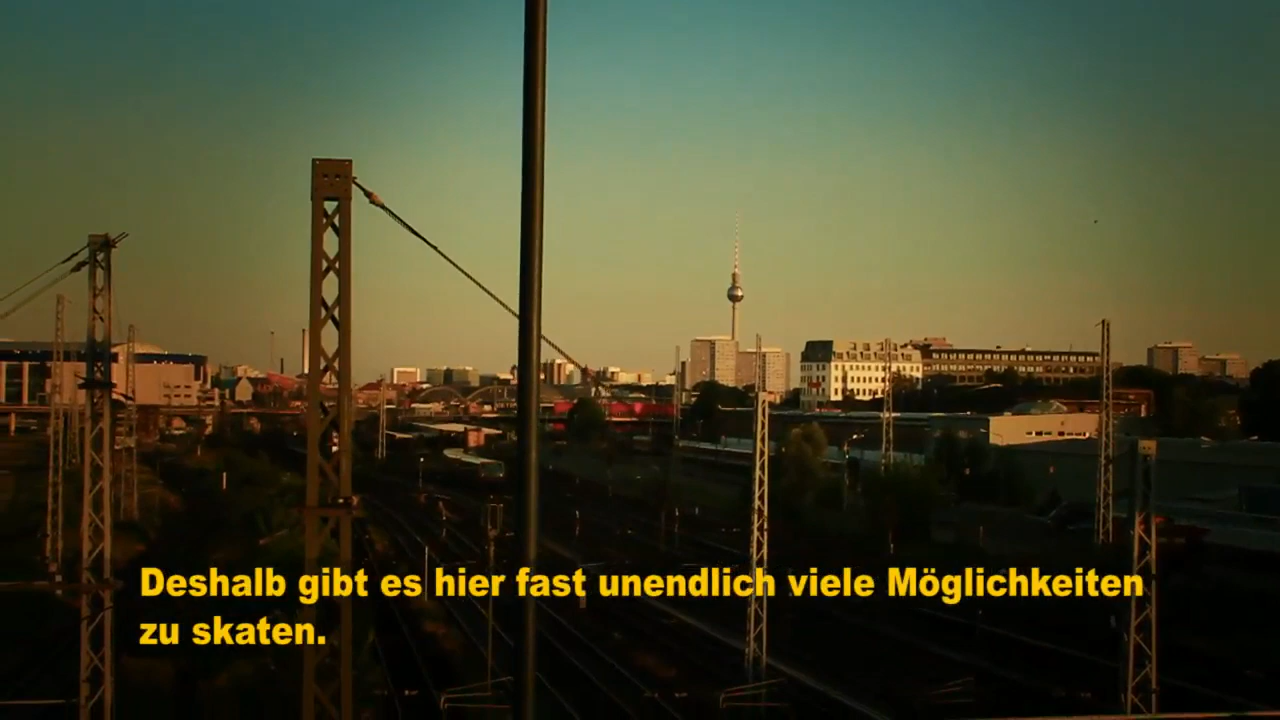 Deshalb gibt es hier fast unendlich viele Möglichkeiten
zu skaten.